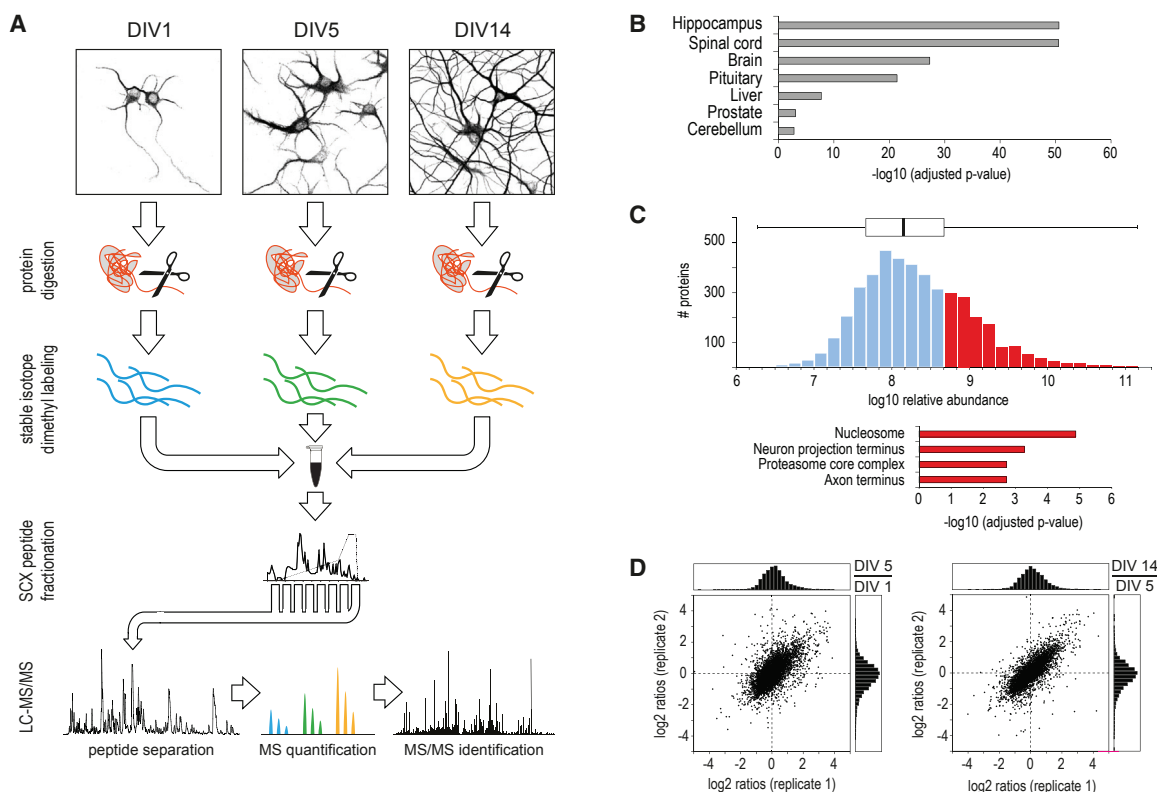 A
DIV1
DIV5
DIV14
protein
digestion
stable isotope
dimethyl labeling
SCX peptide
fractionation
LC-MS/MS
peptide separation
MS quantification
MS/MS identification
B
Hippocampus
Spinal cord
Brain
Pituitary
Liver
Prostate
Cerebellum
0 10 20 30 40 50 60
-log10 (adjusted p-value)
C
500
300
100
# proteins
6 7 8 9 10 11
log10 relative abundance
Nucleosome
Neuron projection terminus
Proteasome core complex
Axon terminus
0 1 2 3 4 5 6
-log10 (adjusted p-value)
D
DIV 5
DIV 1
4
2
0
-2
-4
log2 ratios (replicate 2)
-4 -2 0 2 4
log2 ratios (replicate 1)
DIV 14
DIV 5
4
2
0
-2
-4
log2 ratios (replicate 2)
-4 -2 0 2 4
log2 ratios (replicate 1)